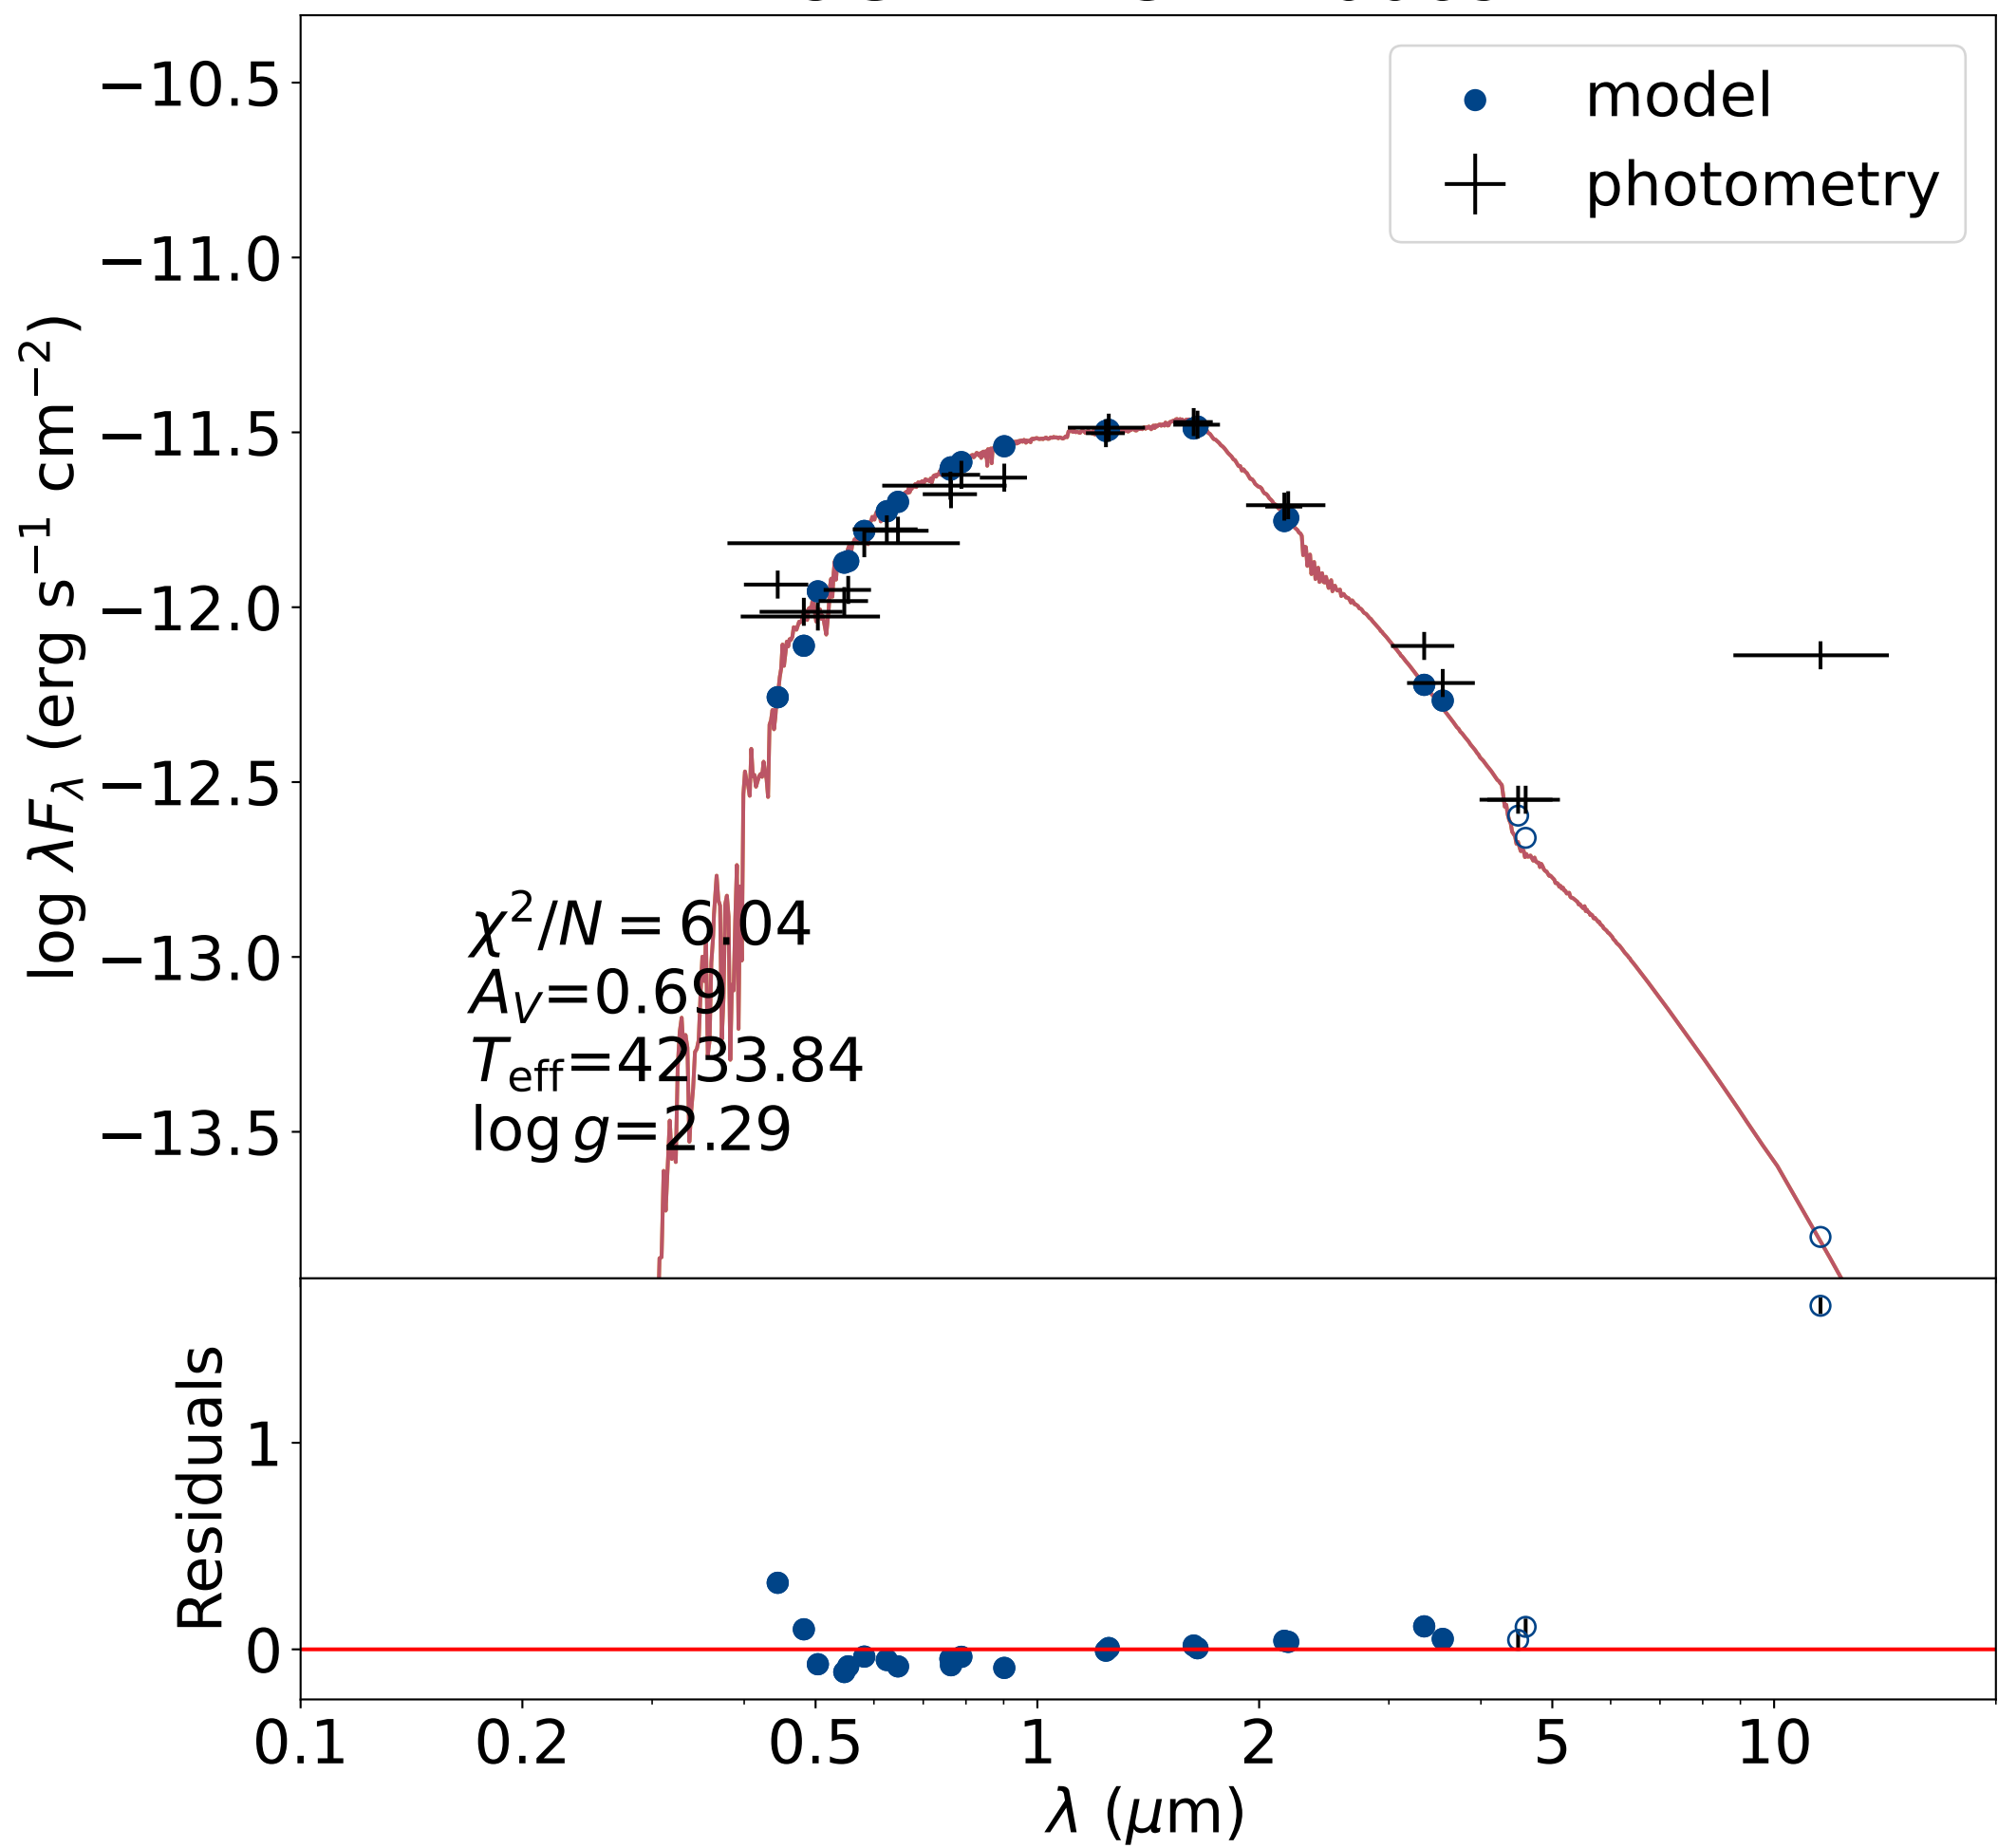 −10.5
−11.0
−11.5
−12.0
−12.5
−13.0
−13.5
log λF_λ (erg s⁻¹ cm⁻²)
model
photometry
χ²/N = 6.04
A_V=0.69
T_eff=4233.84
log g=2.29
1
0
Residuals
0.1 0.2 0.5 1 2 5 10
λ (μm)